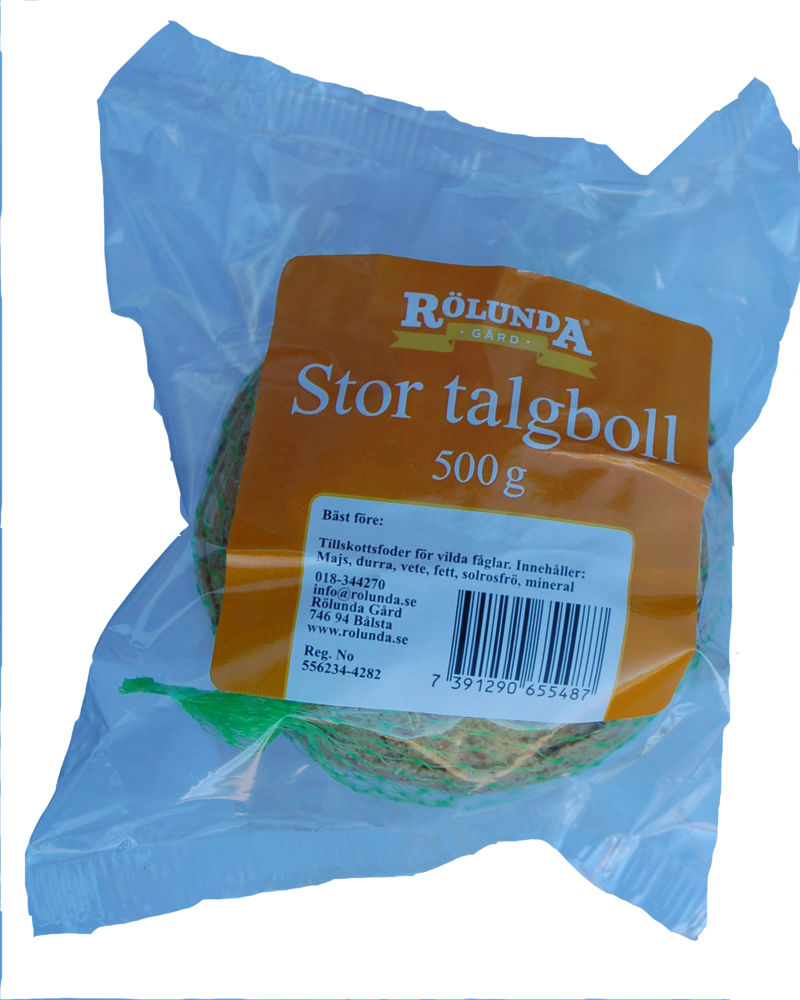 RÖLUNDA®
· GÅRD ·
Stor talgboll
500 g
Bäst före:
Tillskottsfoder för vilda fåglar. Innehåller:
Majs, durra, vete, fett, solrosfrö, mineral
018-344270
info@rolunda.se
Rölunda Gård
746 94 Bålsta
www.rolunda.se
Reg. No
556234-4282
7 391290 655487